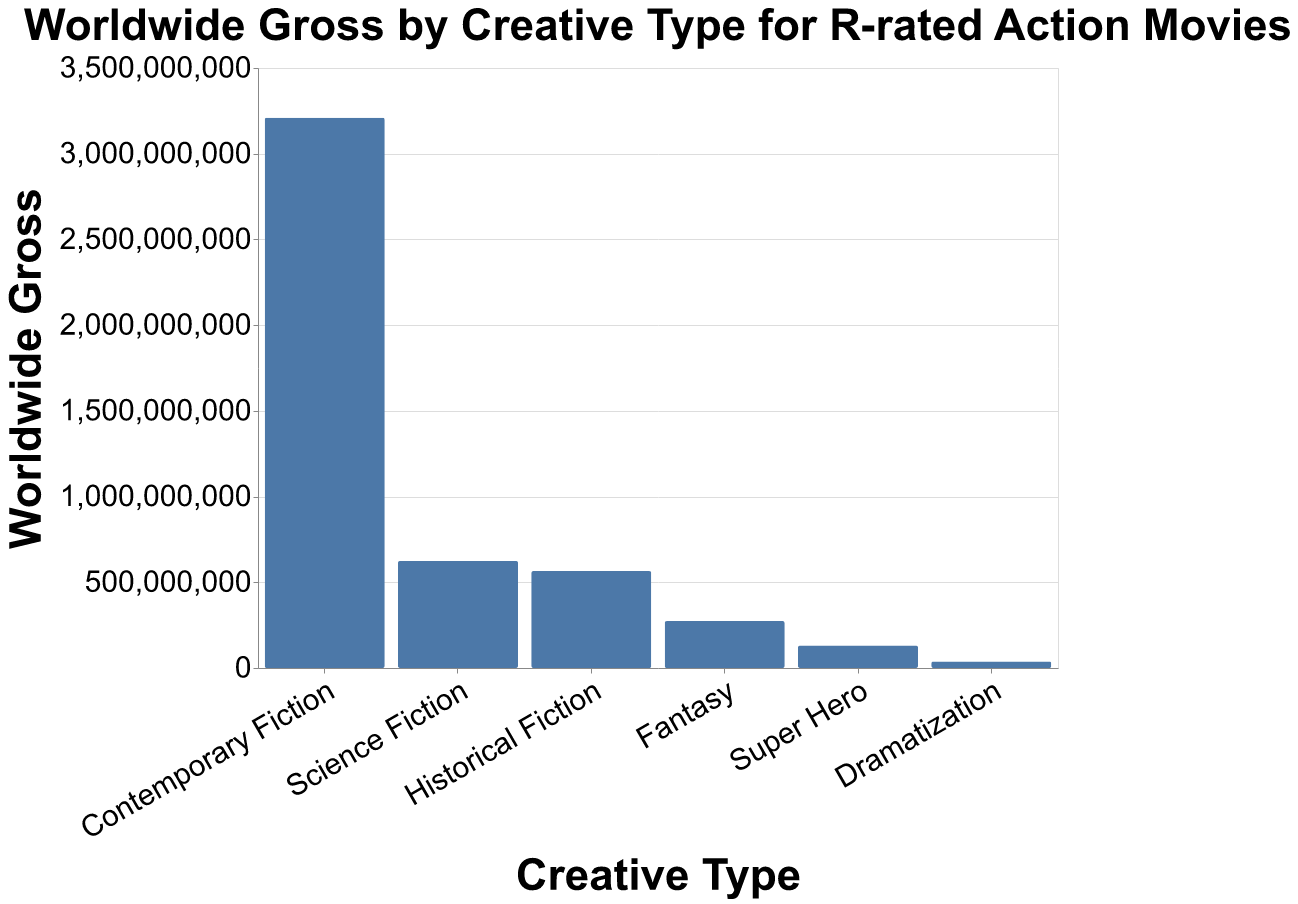 Worldwide Gross by Creative Type for R-rated Action Movies
Worldwide Gross
3,500,000,000
3,000,000,000
2,500,000,000
2,000,000,000
1,500,000,000
1,000,000,000
500,000,000
0
Contemporary Fiction
Science Fiction
Historical Fiction
Fantasy
Super Hero
Dramatization
Creative Type